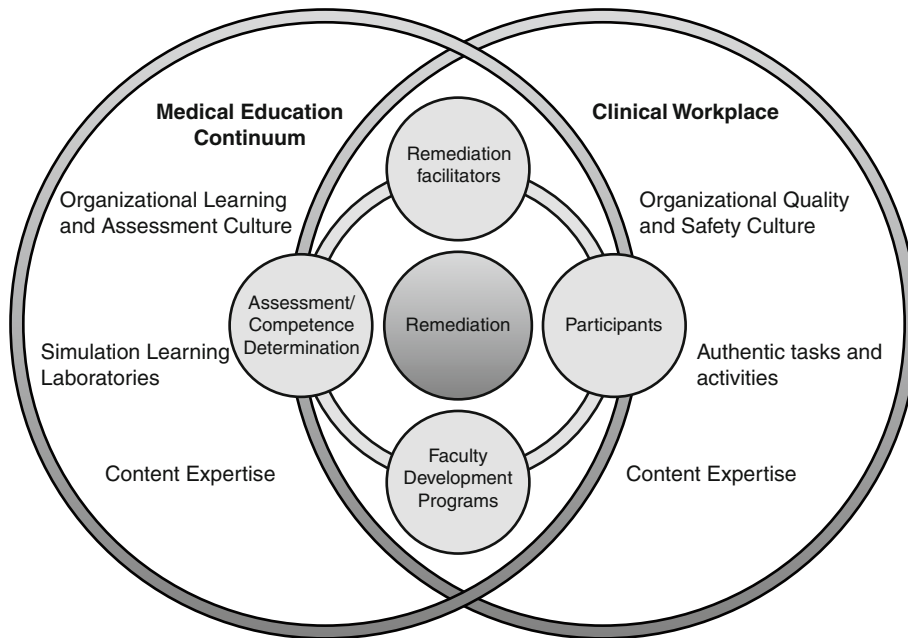 Medical Education
Continuum
Clinical Workplace
Remediation
facilitators
Organizational Learning
and Assessment Culture
Organizational Quality
and Safety Culture
Assessment/
Competence
Determination
Remediation
Participants
Simulation Learning
Laboratories
Authentic tasks and
activities
Faculty
Development
Programs
Content Expertise
Content Expertise